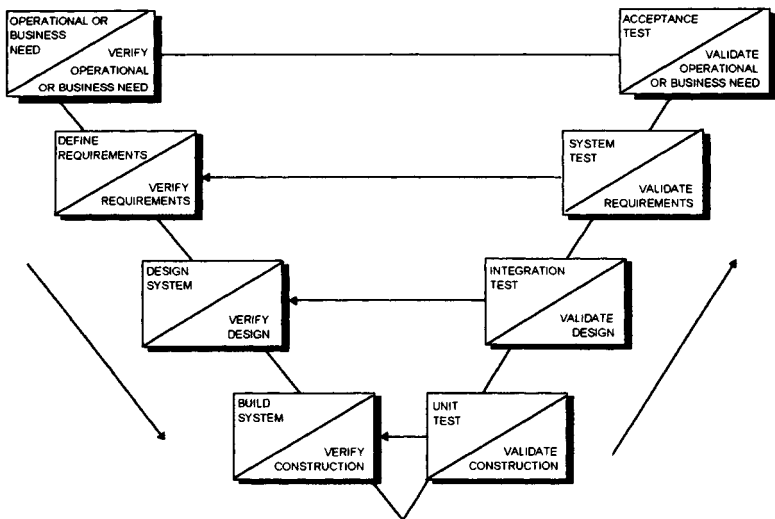 OPERATIONAL OR
BUSINESS
NEED
VERIFY
OPERATIONAL
OR BUSINESS NEED
ACCEPTANCE
TEST
VALIDATE
OPERATIONAL
OR BUSINESS NEED
DEFINE
REQUIREMENTS
VERIFY
REQUIREMENTS
SYSTEM
TEST
VALIDATE
REQUIREMENTS
DESIGN
SYSTEM
VERIFY
DESIGN
INTEGRATION
TEST
VALIDATE
DESIGN
BUILD
SYSTEM
VERIFY
CONSTRUCTION
UNIT
TEST
VALIDATE
CONSTRUCTION